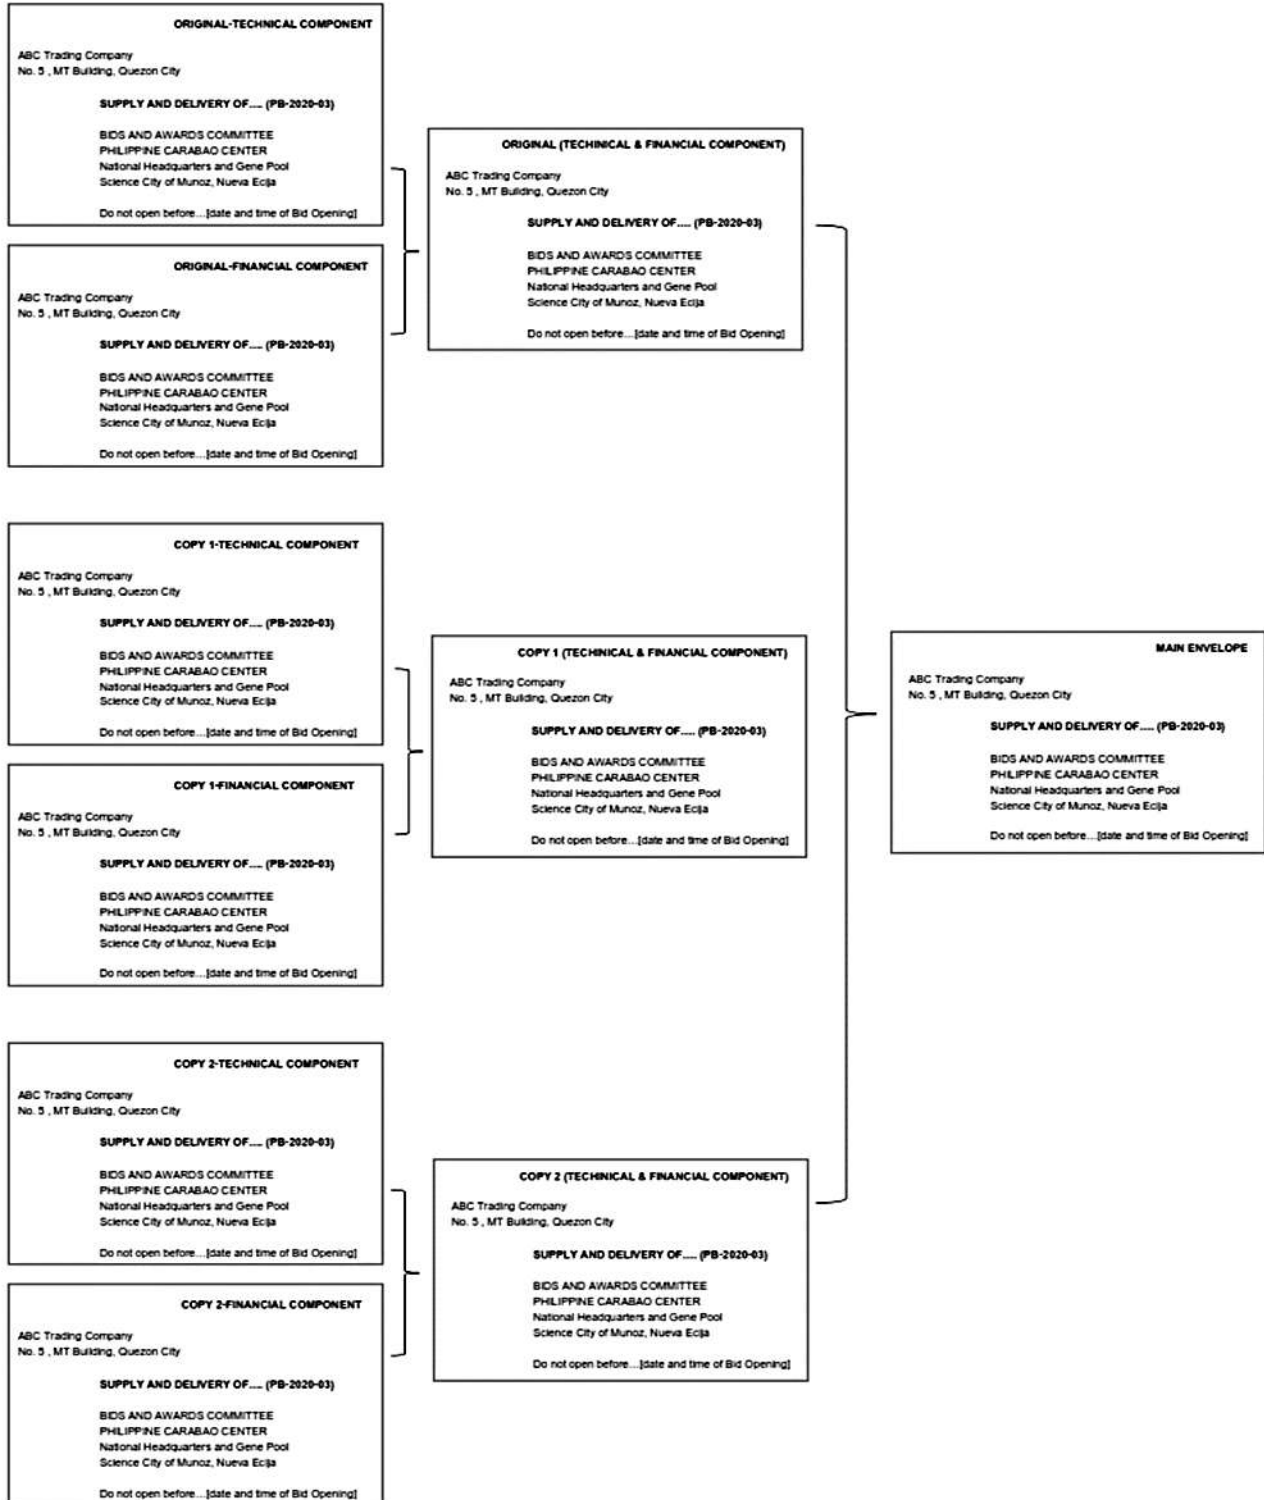 ORIGINAL-TECHNICAL COMPONENT
ABC Trading Company
No. 5 , MT Building, Quezon City
SUPPLY AND DELIVERY OF.... (PB-2020-03)
BIDS AND AWARDS COMMITTEE
PHILIPPINE CARABAO CENTER
National Headquarters and Gene Pool
Science City of Munoz, Nueva Ecija
Do not open before...[date and time of Bid Opening]
ORIGINAL-FINANCIAL COMPONENT
ABC Trading Company
No. 5 , MT Building, Quezon City
SUPPLY AND DELIVERY OF.... (PB-2020-03)
BIDS AND AWARDS COMMITTEE
PHILIPPINE CARABAO CENTER
National Headquarters and Gene Pool
Science City of Munoz, Nueva Ecija
Do not open before...[date and time of Bid Opening]
ORIGINAL (TECHINICAL & FINANCIAL COMPONENT)
ABC Trading Company
No. 5 , MT Building, Quezon City
SUPPLY AND DELIVERY OF.... (PB-2020-03)
BIDS AND AWARDS COMMITTEE
PHILIPPINE CARABAO CENTER
National Headquarters and Gene Pool
Science City of Munoz, Nueva Ecija
Do not open before...[date and time of Bid Opening]
COPY 1-TECHNICAL COMPONENT
ABC Trading Company
No. 5 , MT Building, Quezon City
SUPPLY AND DELIVERY OF.... (PB-2020-03)
BIDS AND AWARDS COMMITTEE
PHILIPPINE CARABAO CENTER
National Headquarters and Gene Pool
Science City of Munoz, Nueva Ecija
Do not open before...[date and time of Bid Opening]
COPY 1-FINANCIAL COMPONENT
ABC Trading Company
No. 5 , MT Building, Quezon City
SUPPLY AND DELIVERY OF.... (PB-2020-03)
BIDS AND AWARDS COMMITTEE
PHILIPPINE CARABAO CENTER
National Headquarters and Gene Pool
Science City of Munoz, Nueva Ecija
Do not open before...[date and time of Bid Opening]
COPY 1 (TECHINICAL & FINANCIAL COMPONENT)
ABC Trading Company
No. 5 , MT Building, Quezon City
SUPPLY AND DELIVERY OF.... (PB-2020-03)
BIDS AND AWARDS COMMITTEE
PHILIPPINE CARABAO CENTER
National Headquarters and Gene Pool
Science City of Munoz, Nueva Ecija
Do not open before...[date and time of Bid Opening]
MAIN ENVELOPE
ABC Trading Company
No. 5 , MT Building, Quezon City
SUPPLY AND DELIVERY OF.... (PB-2020-03)
BIDS AND AWARDS COMMITTEE
PHILIPPINE CARABAO CENTER
National Headquarters and Gene Pool
Science City of Munoz, Nueva Ecija
Do not open before...[date and time of Bid Opening]
COPY 2-TECHNICAL COMPONENT
ABC Trading Company
No. 5 , MT Building, Quezon City
SUPPLY AND DELIVERY OF.... (PB-2020-03)
BIDS AND AWARDS COMMITTEE
PHILIPPINE CARABAO CENTER
National Headquarters and Gene Pool
Science City of Munoz, Nueva Ecija
Do not open before...[date and time of Bid Opening]
COPY 2-FINANCIAL COMPONENT
ABC Trading Company
No. 5 , MT Building, Quezon City
SUPPLY AND DELIVERY OF.... (PB-2020-03)
BIDS AND AWARDS COMMITTEE
PHILIPPINE CARABAO CENTER
National Headquarters and Gene Pool
Science City of Munoz, Nueva Ecija
Do not open before...[date and time of Bid Opening]
COPY 2 (TECHINICAL & FINANCIAL COMPONENT)
ABC Trading Company
No. 5 , MT Building, Quezon City
SUPPLY AND DELIVERY OF.... (PB-2020-03)
BIDS AND AWARDS COMMITTEE
PHILIPPINE CARABAO CENTER
National Headquarters and Gene Pool
Science City of Munoz, Nueva Ecija
Do not open before...[date and time of Bid Opening]